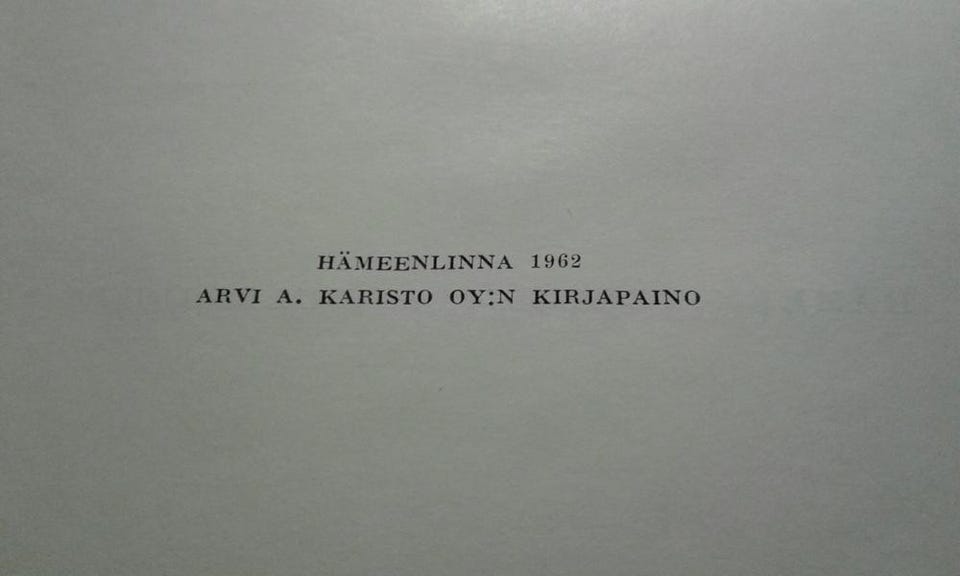 HÄMEENLINNA 1962
ARVI A. KARISTO OY:N KIRJAPAINO